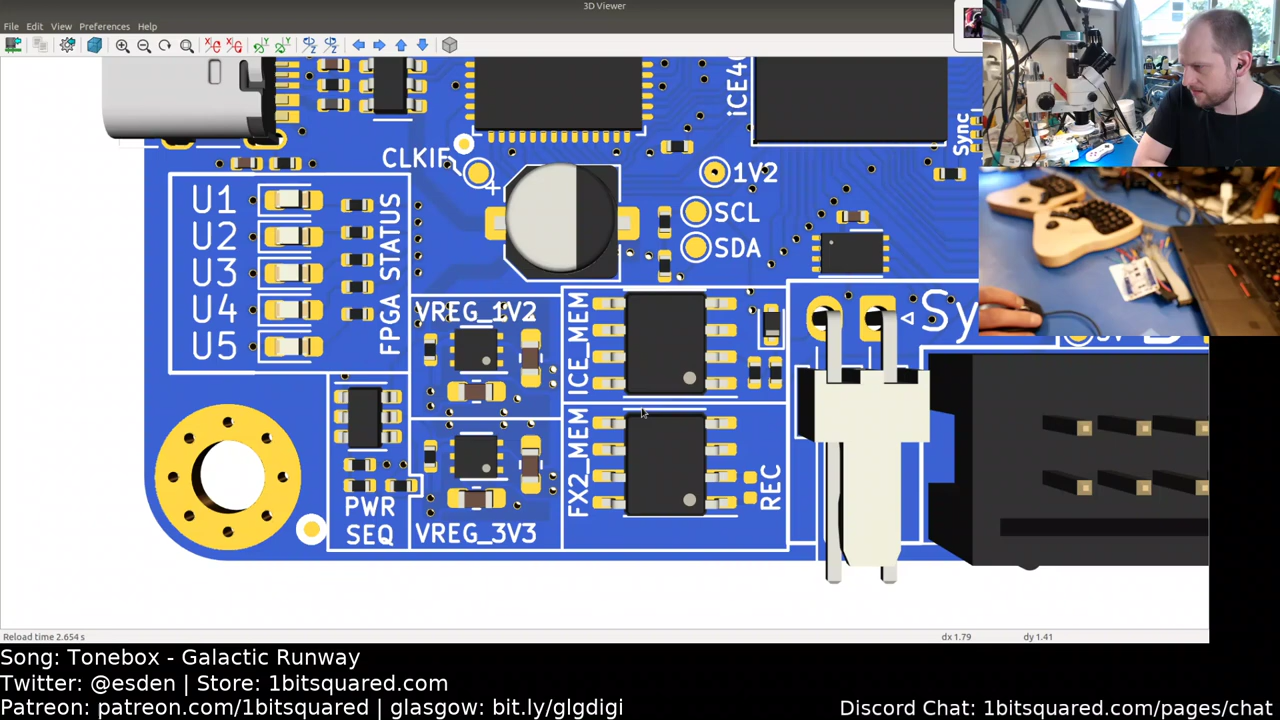 3D Viewer
File Edit View Preferences Help
CLKIF
+
1V2
SCL
SDA
iCE4
Sync
U1
U2
U3
U4
U5
FPGA STATUS
VREG_1V2
ICE_MEM
Sy
PWR
SEQ
VREG_3V3
FX2_MEM
REC
Reload time 2.654 s
dx 1.79
dy 1.41
Song: Tonebox - Galactic Runway
Twitter: @esden | Store: 1bitsquared.com
Patreon: patreon.com/1bitsquared | glasgow: bit.ly/glgdigi
Discord Chat: 1bitsquared.com/pages/chat